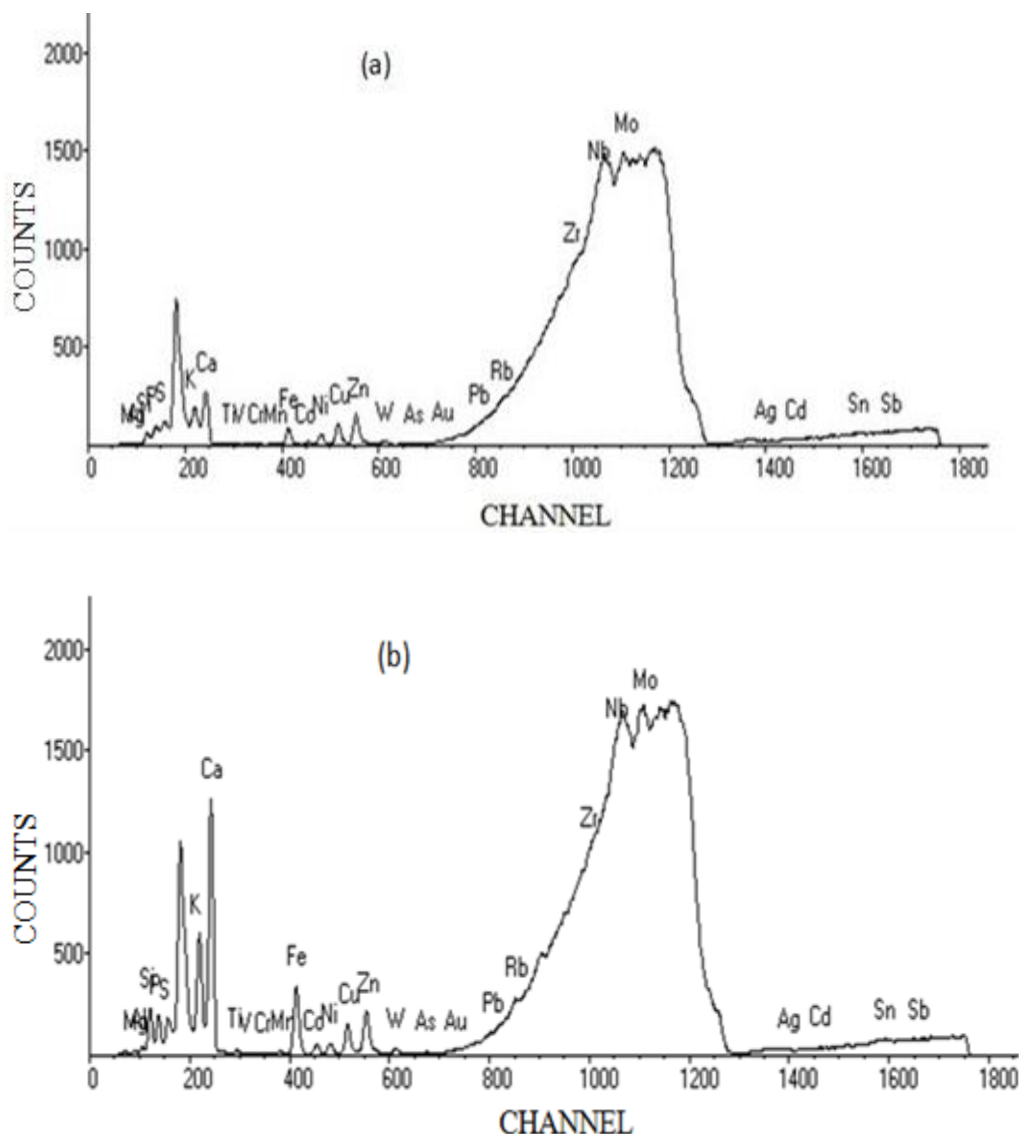 (a)
COUNTS
2000
1500
1000
500
Mg Si P S K Ca Ti V Cr Mn Fe Co Ni Cu Zn W As Au Pb Rb Zr Nb Mo Ag Cd Sn Sb
0 200 400 600 800 1000 1200 1400 1600 1800
CHANNEL
(b)
COUNTS
2000
1500
1000
500
Mg Al Si P S K Ca Ti V Cr Mn Fe Co Ni Cu Zn W As Au Pb Rb Zr Nb Mo Ag Cd Sn Sb
0 200 400 600 800 1000 1200 1400 1600 1800
CHANNEL